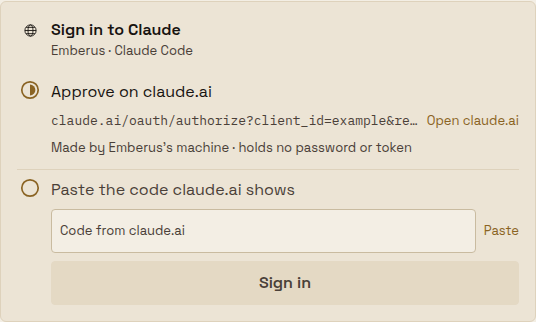 Sign in to Claude
Emberus · Claude Code
Approve on claude.ai
claude.ai/oauth/authorize?client_id=example&re… Open claude.ai
Made by Emberus's machine · holds no password or token
Paste the code claude.ai shows
Code from claude.ai Paste
Sign in